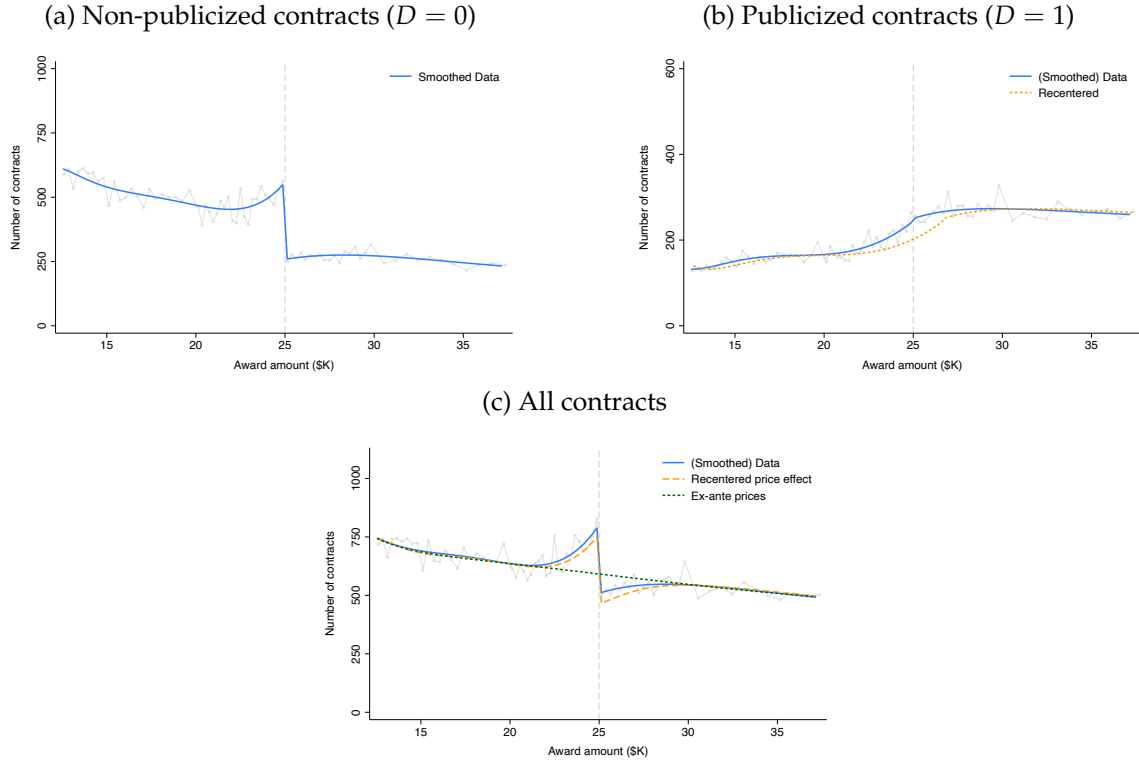 (a) Non-publicized contracts (D = 0)
Smoothed Data
Number of contracts
0
250
500
750
1000
15
20
25
30
35
Award amount ($K)
(b) Publicized contracts (D = 1)
(Smoothed) Data
Recentered
Number of contracts
0
200
400
600
15
20
25
30
35
Award amount ($K)
(c) All contracts
(Smoothed) Data
Recentered price effect
Ex-ante prices
Number of contracts
0
250
500
750
1000
15
20
25
30
35
Award amount ($K)